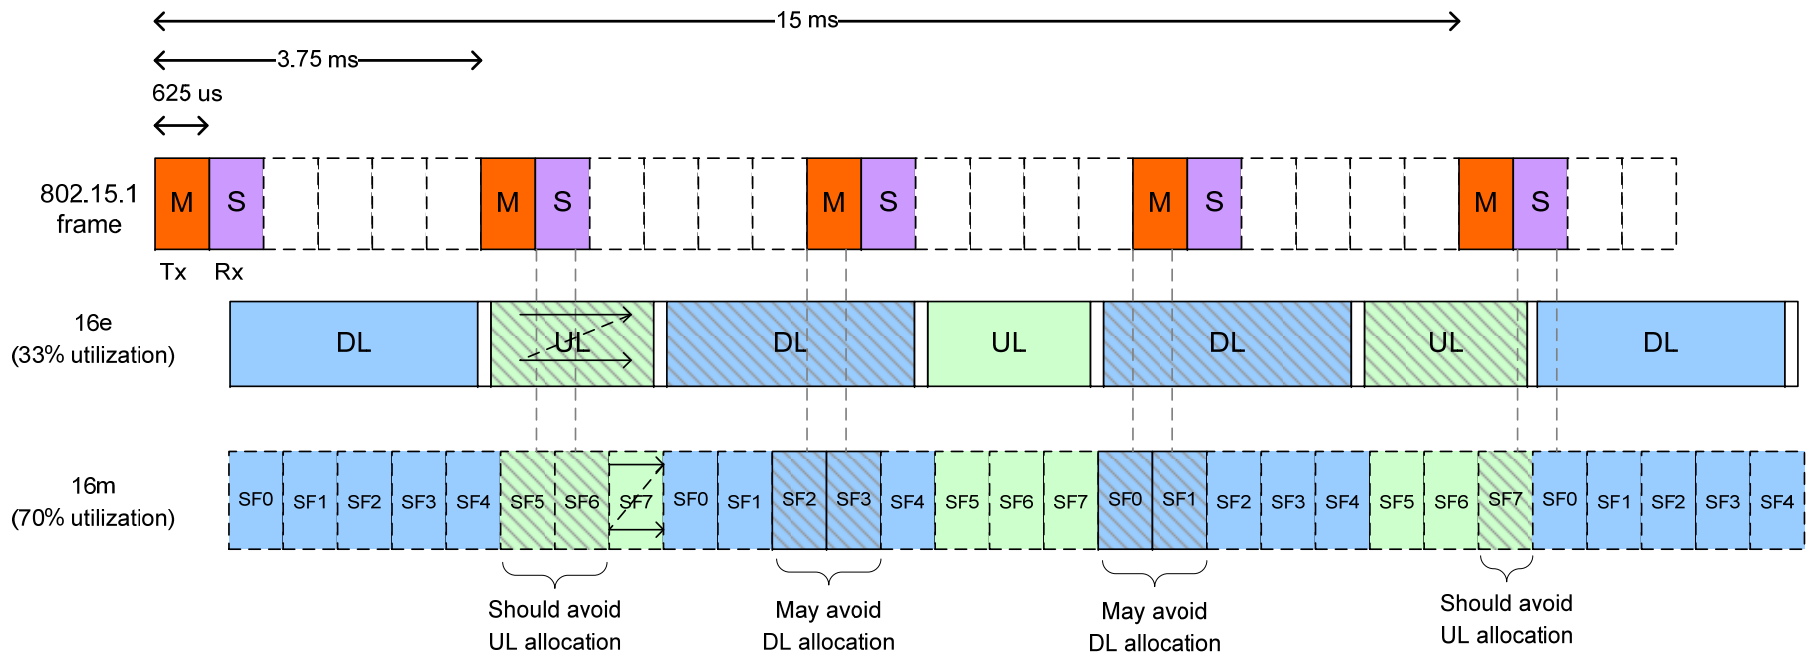 15 ms
3.75 ms
625 us
802.15.1
frame
M S M S M S M S M S
Tx Rx
16e
(33% utilization)
DL UL DL UL DL UL DL
16m
(70% utilization)
SF0 SF1 SF2 SF3 SF4 SF5 SF6 SF7 SF0 SF1 SF2 SF3 SF4 SF5 SF6 SF7 SF0 SF1 SF2 SF3 SF4 SF5 SF6 SF7 SF0 SF1 SF2 SF3 SF4
Should avoid
UL allocation
May avoid
DL allocation
May avoid
DL allocation
Should avoid
UL allocation